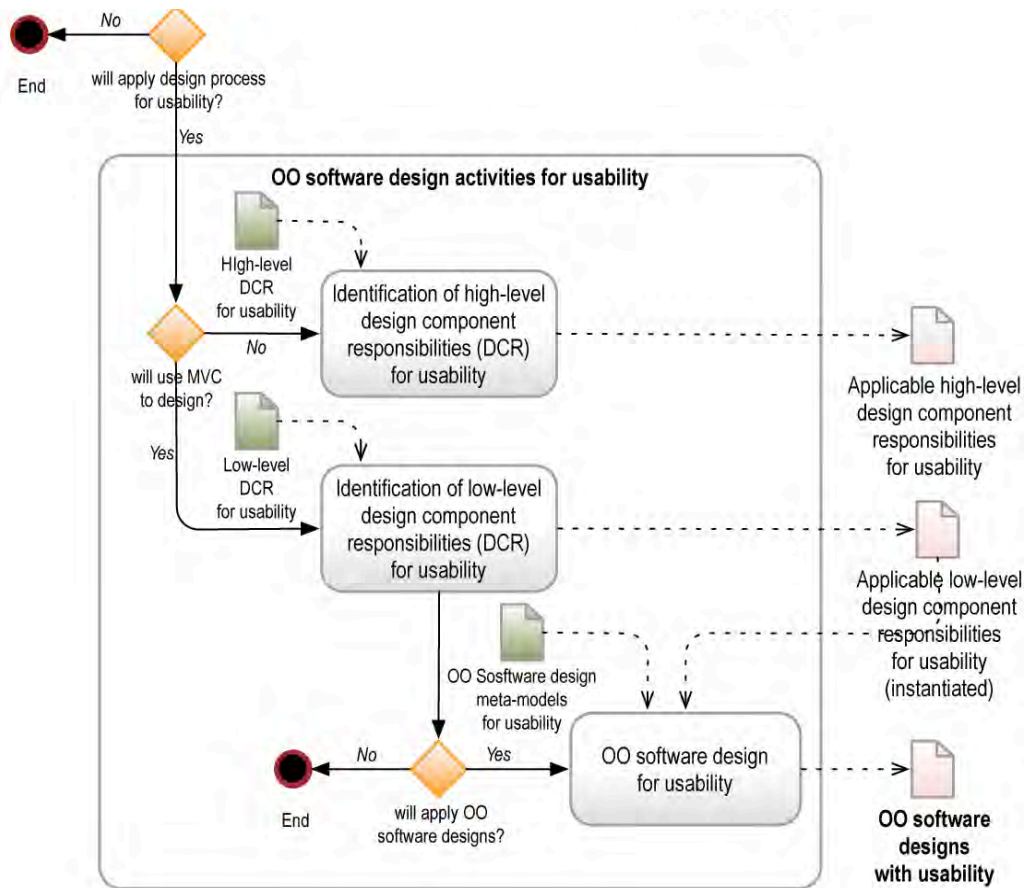 No
End
will apply design process
for usability?
Yes
OO software design activities for usability
HIgh-level
DCR
for usability
Identification of high-level
design component
responsibilities (DCR)
for usability
No
will use MVC
to design?
Applicable high-level
design component
responsibilities
for usability
Yes
Low-level
DCR
for usability
Identification of low-level
design component
responsibilities (DCR)
for usability
Applicable low-level
design component
responsibilities
for usability
(instantiated)
OO Sosftware design
meta-models
for usability
No
Yes
End
will apply OO
software designs?
OO software design
for usability
OO software
designs
with usability